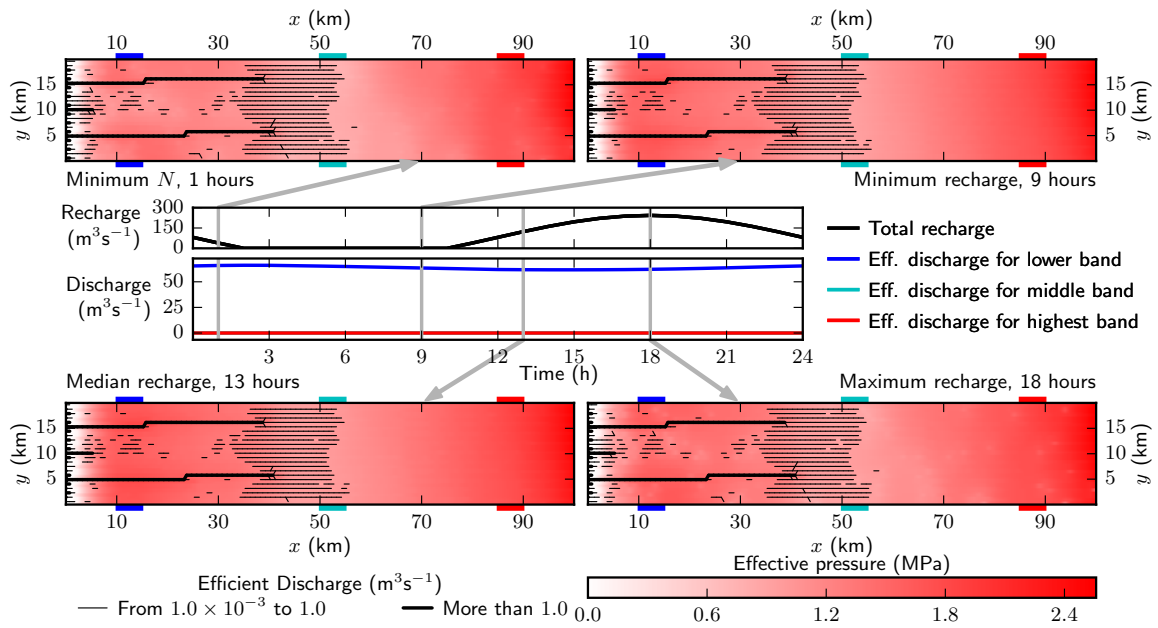 x (km)
x (km)
10 30 50 70 90
10 30 50 70 90
y (km)
15
10
5
15
10
5
y (km)
Minimum N, 1 hours
Minimum recharge, 9 hours
Recharge
(m³s⁻¹)
300
150
0
Discharge
(m³s⁻¹)
50
0
3 6 9 12 15 18 21 24
Time (h)
Total recharge
Eff. discharge for lower band
Eff. discharge for middle band
Eff. discharge for highest band
Median recharge, 13 hours
Maximum recharge, 18 hours
y (km)
15
10
5
15
10
5
y (km)
10 30 50 70 90
10 30 50 70 90
x (km)
x (km)
Efficient Discharge (m³s⁻¹)
From 1.0 × 10⁻³ to 1.0
More than 1.0
Effective pressure (MPa)
0.0 0.6 1.2 1.8 2.4